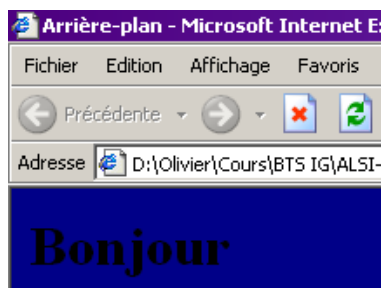 Arrière-plan - Microsoft Internet
Fichier Edition Affichage Favoris
Précédente
Adresse D:\Olivier\Cours\BTS IG\ALSI-
Bonjour